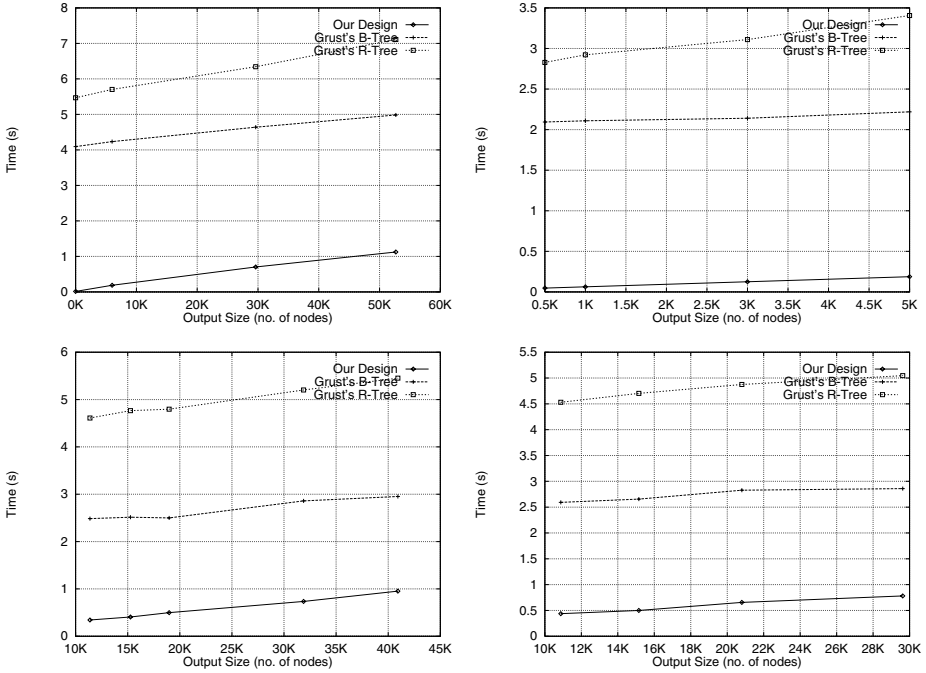 8
7
6
5
4
3
2
1
0
Time (s)
Our Design
Grust's B-Tree
Grust's R-Tree
0K 10K 20K 30K 40K 50K 60K
Output Size (no. of nodes)
3.5
3
2.5
2
1.5
1
0.5
0
Time (s)
Our Design
Grust's B-Tree
Grust's R-Tree
0.5K 1K 1.5K 2K 2.5K 3K 3.5K 4K 4.5K 5K
Output Size (no. of nodes)
6
5
4
3
2
1
0
Time (s)
Our Design
Grust's B-Tree
Grust's R-Tree
10K 15K 20K 25K 30K 35K 40K 45K
Output Size (no. of nodes)
5.5
5
4.5
4
3.5
3
2.5
2
1.5
1
0.5
0
Time (s)
Our Design
Grust's B-Tree
Grust's R-Tree
10K 12K 14K 16K 18K 20K 22K 24K 26K 28K 30K
Output Size (no. of nodes)